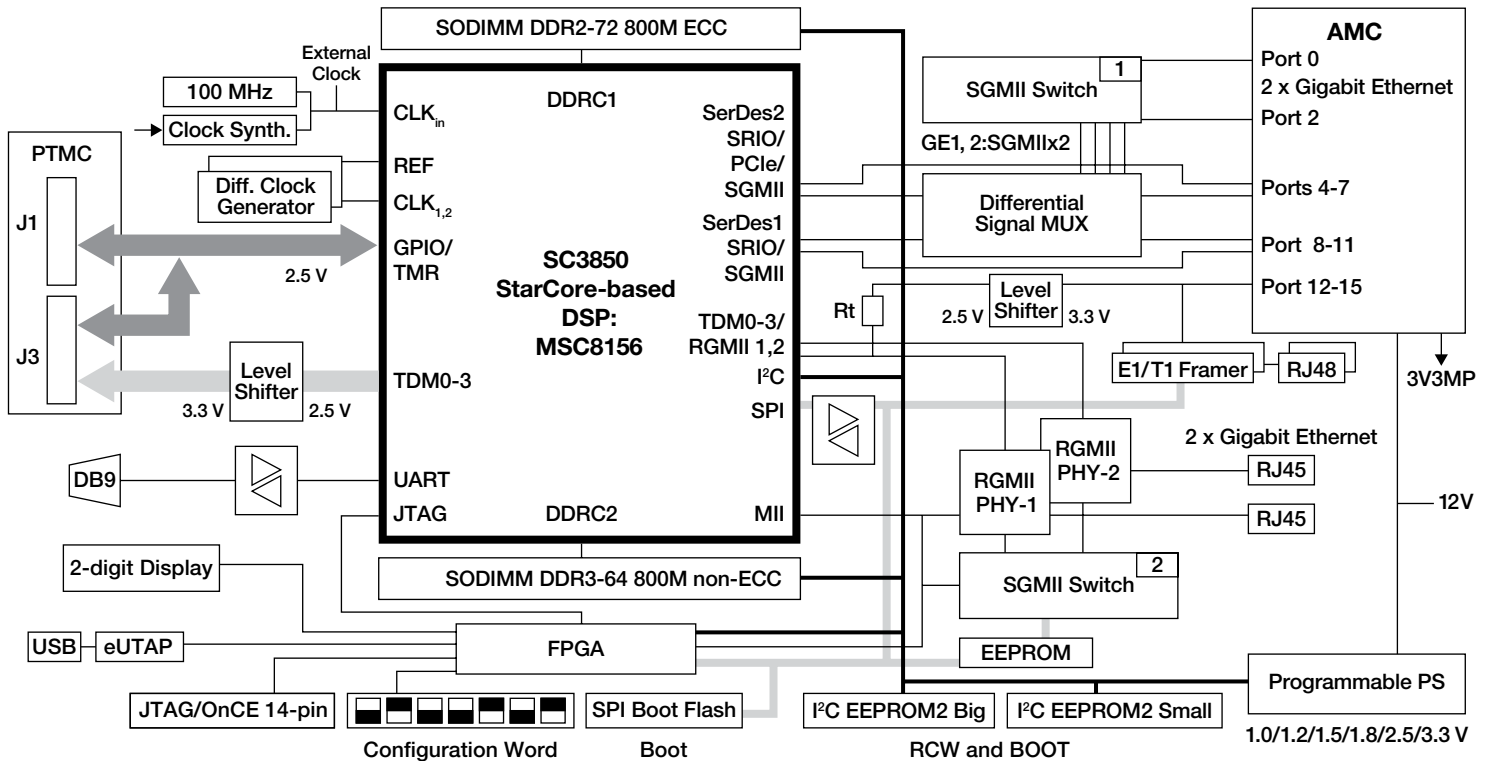 SODIMM DDR2-72 800M ECC
External
Clock
100 MHz
Clock Synth.
PTMC
J1
J3
Diff. Clock
Generator
2.5 V
Level
Shifter
3.3 V
2.5 V
DB9
CLKin
REF
CLK1,2
GPIO/
TMR
TDM0-3
UART
JTAG
DDRC1
SC3850
StarCore-based
DSP:
MSC8156
DDRC2
SerDes2
SRIO/
PCIe/
SGMII
SerDes1
SRIO/
SGMII
TDM0-3/
RGMII 1,2
I²C
SPI
MII
SGMII Switch
1
GE1, 2:SGMIIx2
Differential
Signal MUX
Rt
2.5 V
Level
Shifter
3.3 V
AMC
Port 0
2 x Gigabit Ethernet
Port 2
Ports 4-7
Port 8-11
Port 12-15
E1/T1 Framer
RJ48
3V3MP
RGMII
PHY-1
RGMII
PHY-2
2 x Gigabit Ethernet
RJ45
RJ45
12V
SGMII Switch
2
EEPROM
SODIMM DDR3-64 800M non-ECC
2-digit Display
USB
eUTAP
FPGA
JTAG/OnCE 14-pin
Configuration Word
SPI Boot Flash
Boot
I²C EEPROM2 Big
I²C EEPROM2 Small
RCW and BOOT
Programmable PS
1.0/1.2/1.5/1.8/2.5/3.3 V